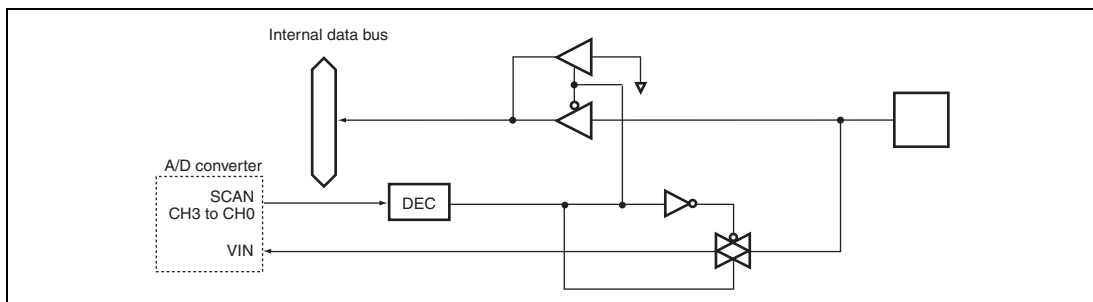 Internal data bus
A/D converter
SCAN
CH3 to CH0
VIN
DEC